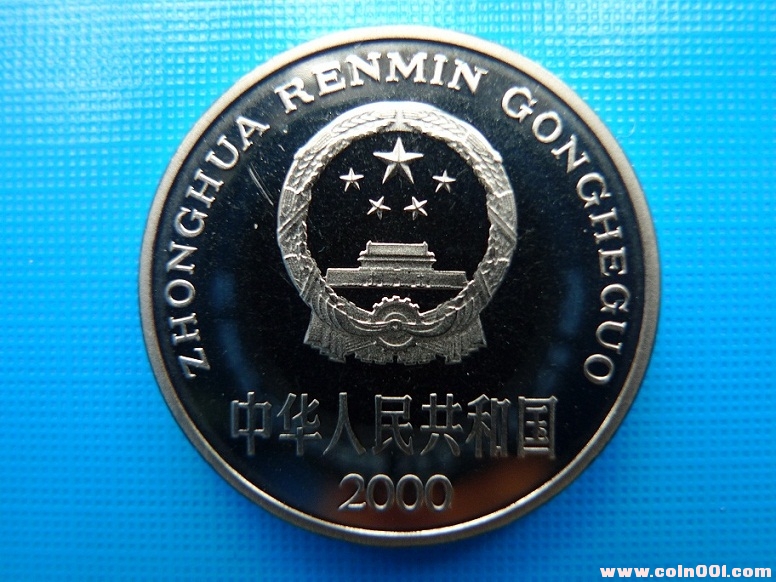 ZHONGHUA RENMIN GONGHEGUO
中华人民共和国
2000
www.coin001.com